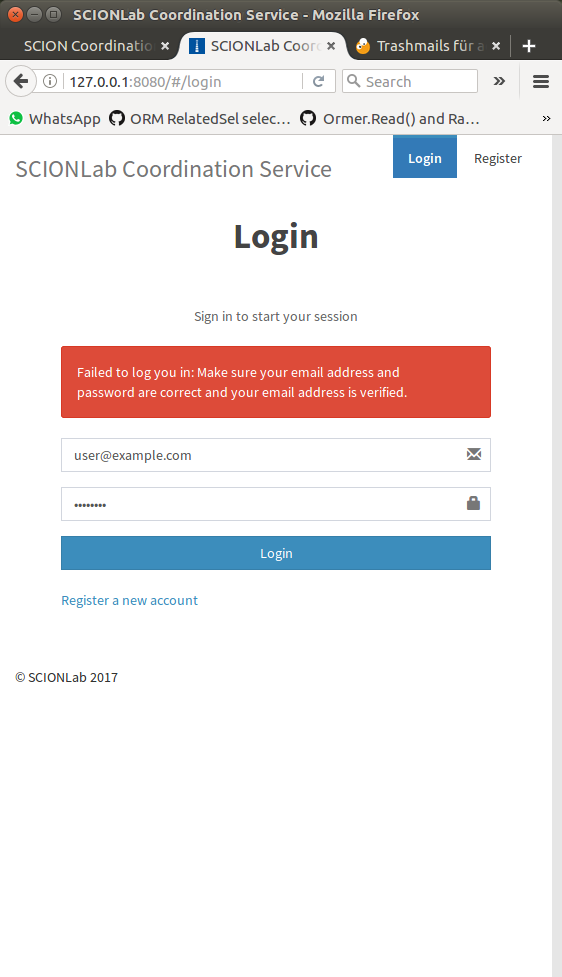 SCIONLab Coordination Service - Mozilla Firefox
SCION Coordinatio
SCIONLab Coor
Trashmails für a
127.0.0.1:8080/#/login
Search
WhatsApp
ORM RelatedSel selec…
Ormer.Read() and Ra…
SCIONLab Coordination Service
Login
Register
Login
Sign in to start your session
Failed to log you in: Make sure your email address and
password are correct and your email address is verified.
user@example.com
••••••••
Login
Register a new account
© SCIONLab 2017